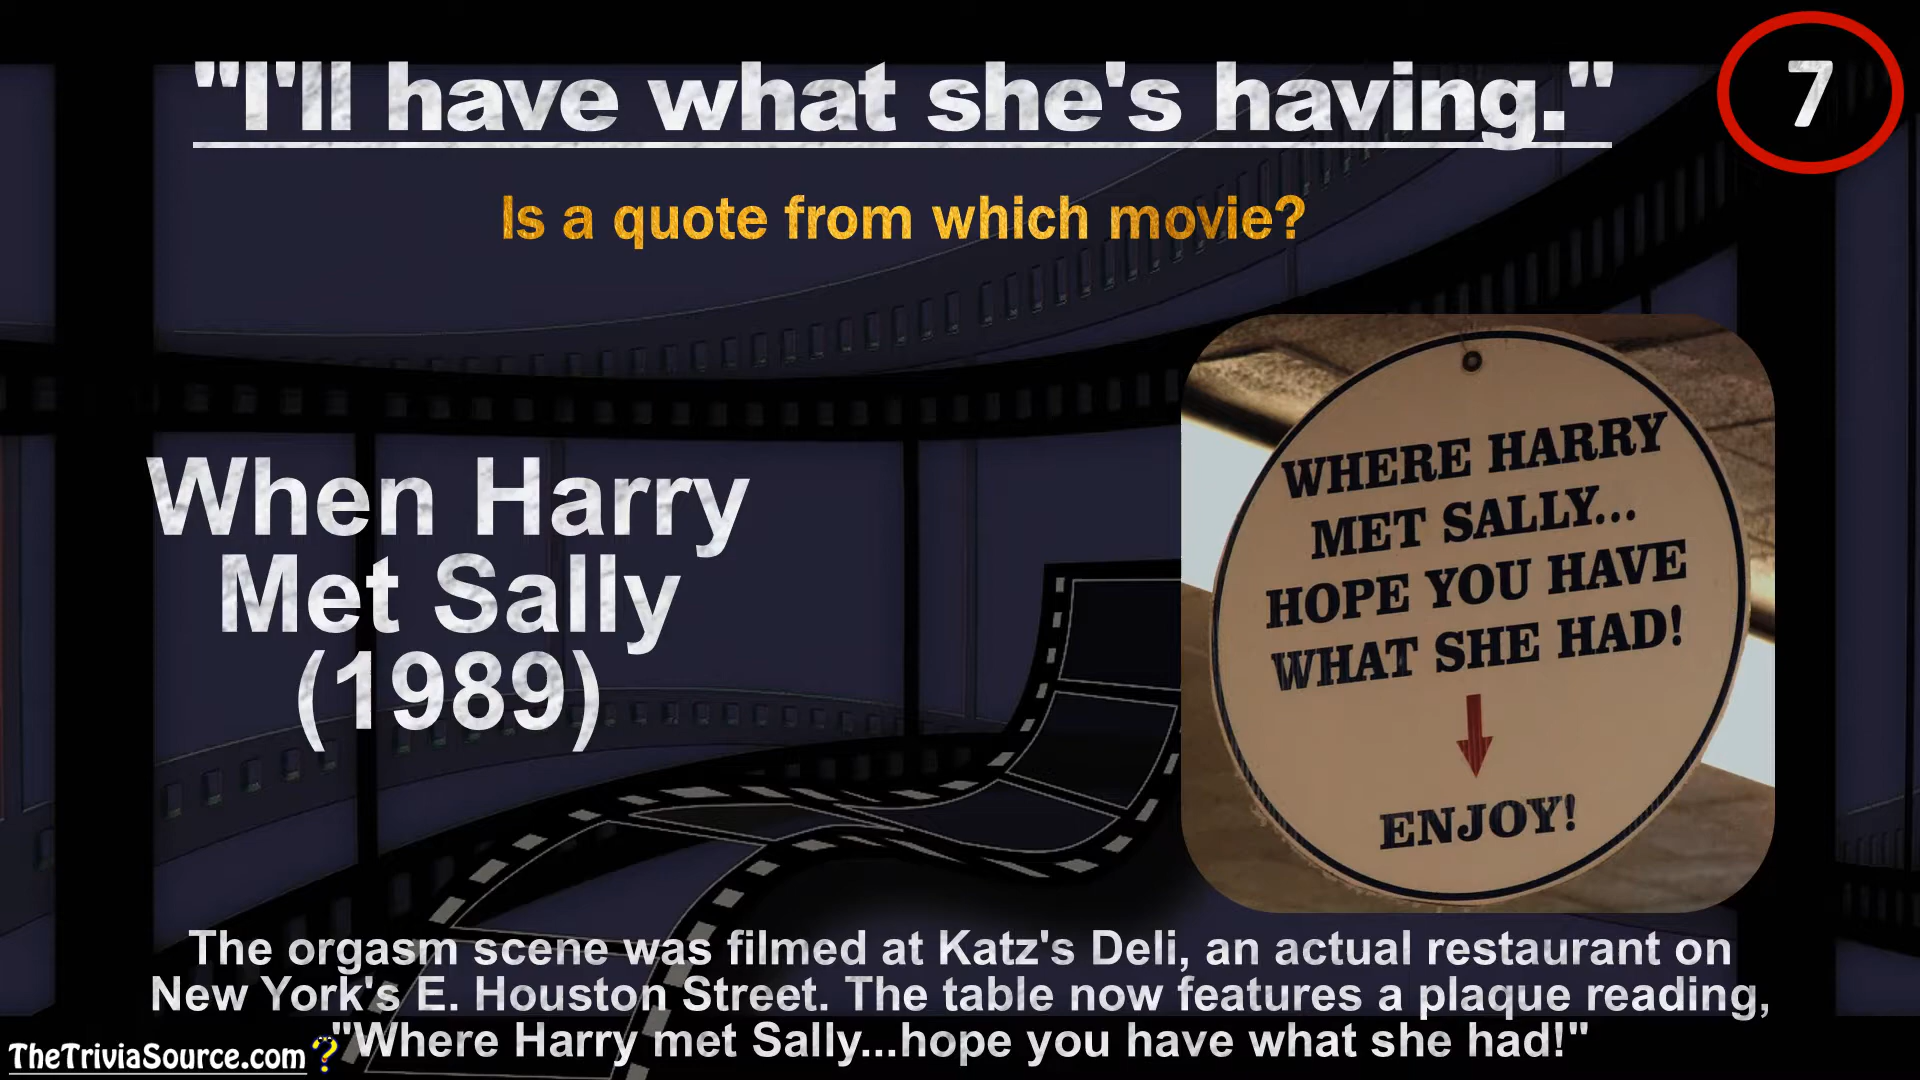 "I'll have what she's having."
7
Is a quote from which movie?
When Harry
Met Sally
(1989)
WHERE HARRY
MET SALLY...
HOPE YOU HAVE
WHAT SHE HAD!
ENJOY!
The orgasm scene was filmed at Katz's Deli, an actual restaurant on
New York's E. Houston Street. The table now features a plaque reading,
"Where Harry met Sally...hope you have what she had!"
TheTriviaSource.com?